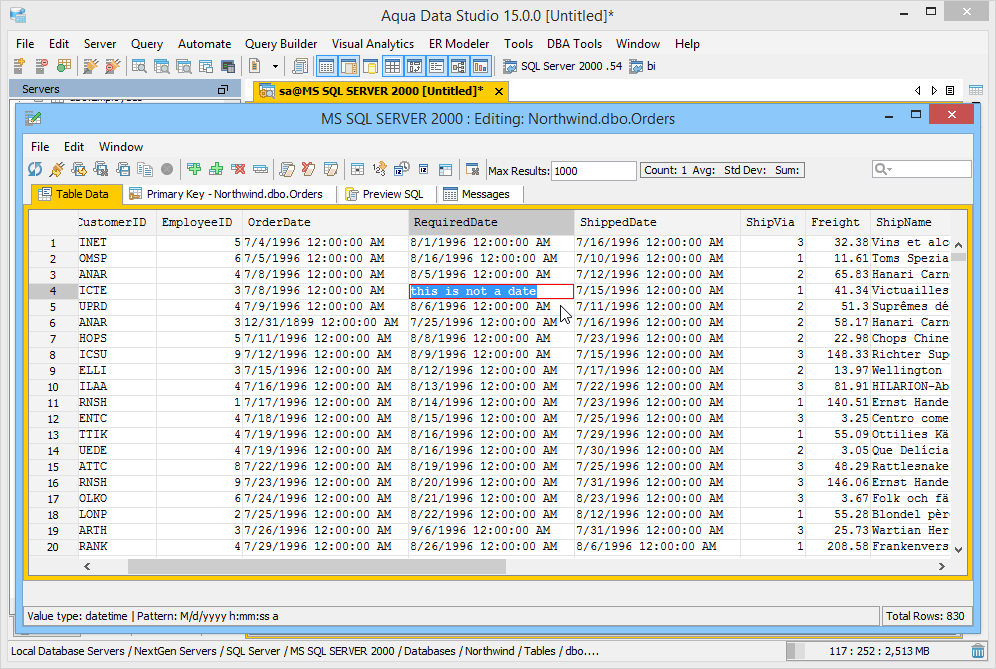 Aqua Data Studio 15.0.0 [Untitled]*
File Edit Server Query Automate Query Builder Visual Analytics ER Modeler Tools DBA Tools Window Help
SQL Server 2000 .54 bi
Servers
sa@MS SQL SERVER 2000 [Untitled]*
MS SQL SERVER 2000 : Editing: Northwind.dbo.Orders
File Edit Window
Max Results: 1000 Count: 1 Avg: Std Dev: Sum:
Table Data Primary Key - Northwind.dbo.Orders Preview SQL Messages
CustomerID EmployeeID OrderDate RequiredDate ShippedDate ShipVia Freight ShipName
1 INET 5 7/4/1996 12:00:00 AM 8/1/1996 12:00:00 AM 7/16/1996 12:00:00 AM 3 32.38 Vins et alc
2 OMSP 6 7/5/1996 12:00:00 AM 8/16/1996 12:00:00 AM 7/10/1996 12:00:00 AM 1 11.61 Toms Spezia
3 ANAR 4 7/8/1996 12:00:00 AM 8/5/1996 12:00:00 AM 7/12/1996 12:00:00 AM 2 65.83 Hanari Carn
4 ICTE 3 7/8/1996 12:00:00 AM this is not a date 7/15/1996 12:00:00 AM 1 41.34 Victuailles
5 UPRD 4 7/9/1996 12:00:00 AM 8/6/1996 12:00:00 AM 7/11/1996 12:00:00 AM 2 51.3 Suprêmes dé
6 ANAR 3 12/31/1899 12:00:00 AM 7/25/1996 12:00:00 AM 7/16/1996 12:00:00 AM 2 58.17 Hanari Carn
7 HOPS 5 7/11/1996 12:00:00 AM 8/8/1996 12:00:00 AM 7/23/1996 12:00:00 AM 2 22.98 Chops Chine
8 ICSU 9 7/12/1996 12:00:00 AM 8/9/1996 12:00:00 AM 7/15/1996 12:00:00 AM 3 148.33 Richter Sup
9 ELLI 3 7/15/1996 12:00:00 AM 8/12/1996 12:00:00 AM 7/17/1996 12:00:00 AM 2 13.97 Wellington
10 ILAA 4 7/16/1996 12:00:00 AM 8/13/1996 12:00:00 AM 7/22/1996 12:00:00 AM 3 81.91 HILARION-Ab
11 RNSH 1 7/17/1996 12:00:00 AM 8/14/1996 12:00:00 AM 7/23/1996 12:00:00 AM 1 140.51 Ernst Hande
12 ENTC 4 7/18/1996 12:00:00 AM 8/15/1996 12:00:00 AM 7/25/1996 12:00:00 AM 3 3.25 Centro come
13 TTIK 4 7/19/1996 12:00:00 AM 8/16/1996 12:00:00 AM 7/29/1996 12:00:00 AM 1 55.09 Ottilies Kä
14 UEDE 4 7/19/1996 12:00:00 AM 8/16/1996 12:00:00 AM 7/30/1996 12:00:00 AM 2 3.05 Que Delícia
15 ATTC 8 7/22/1996 12:00:00 AM 8/19/1996 12:00:00 AM 7/25/1996 12:00:00 AM 3 48.29 Rattlesnake
16 RNSH 9 7/23/1996 12:00:00 AM 8/20/1996 12:00:00 AM 7/31/1996 12:00:00 AM 3 146.06 Ernst Hande
17 OLKO 6 7/24/1996 12:00:00 AM 8/21/1996 12:00:00 AM 8/23/1996 12:00:00 AM 3 3.67 Folk och fä
18 LONP 2 7/25/1996 12:00:00 AM 8/22/1996 12:00:00 AM 8/12/1996 12:00:00 AM 1 55.28 Blondel pèr
19 ARTH 3 7/26/1996 12:00:00 AM 9/6/1996 12:00:00 AM 7/31/1996 12:00:00 AM 3 25.73 Wartian Her
20 RANK 4 7/29/1996 12:00:00 AM 8/26/1996 12:00:00 AM 8/6/1996 12:00:00 AM 1 208.58 Frankenvers
Value type: datetime | Pattern: M/d/yyyy h:mm:ss a Total Rows: 830
Local Database Servers / NextGen Servers / SQL Server / MS SQL SERVER 2000 / Databases / Northwind / Tables / dbo.... 117 : 252 : 2,513 MB